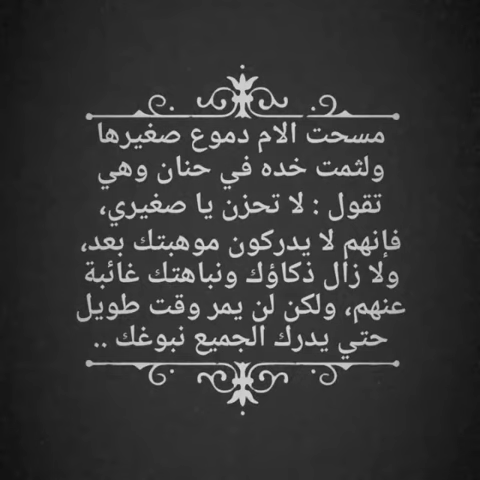 مسحت الام دموع صغيرها
ولثمت خده في حنان وهي
تقول : لا تحزن يا صغيري،
فإنهم لا يدركون موهبتك بعد،
ولا زال ذكاؤك ونباهتك غائبة
عنهم، ولكن لن يمر وقت طويل
حتي يدرك الجميع نبوغك ..